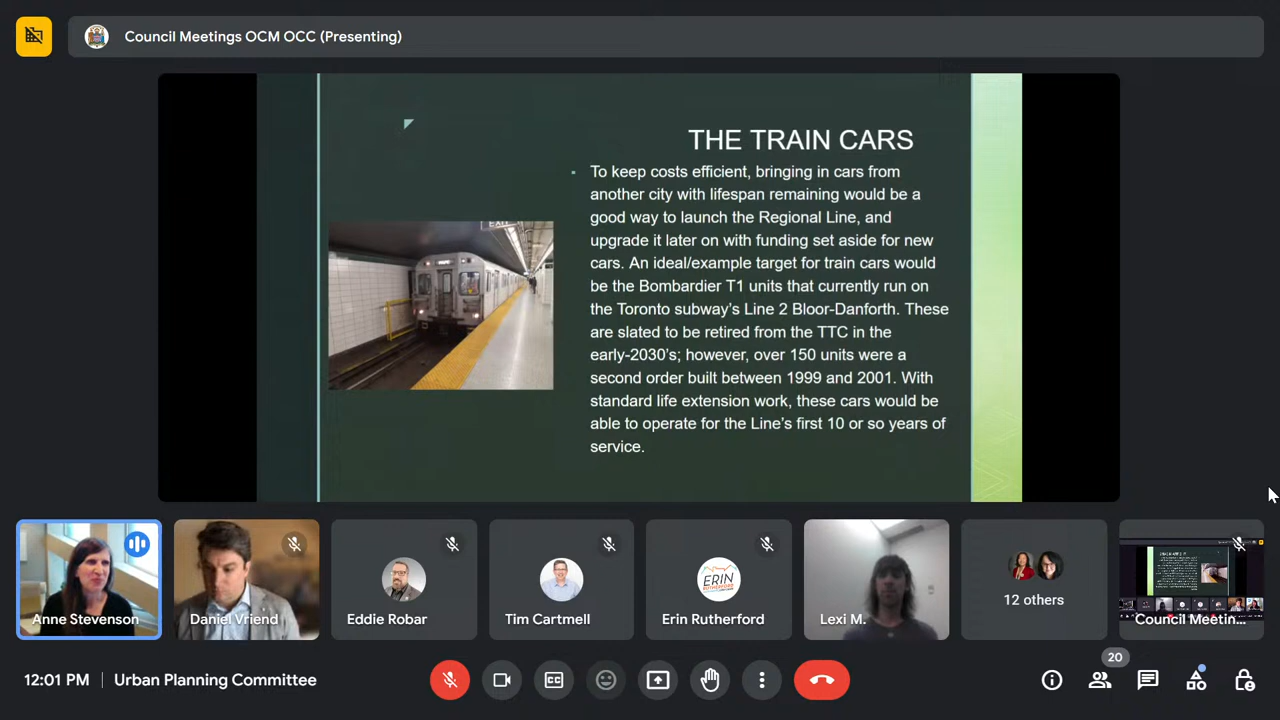 Council Meetings OCM OCC (Presenting)
THE TRAIN CARS
To keep costs efficient, bringing in cars from
another city with lifespan remaining would be a
good way to launch the Regional Line, and
upgrade it later on with funding set aside for new
cars. An ideal/example target for train cars would
be the Bombardier T1 units that currently run on
the Toronto subway's Line 2 Bloor-Danforth. These
are slated to be retired from the TTC in the
early-2030's; however, over 150 units were a
second order built between 1999 and 2001. With
standard life extension work, these cars would be
able to operate for the Line's first 10 or so years of
service.
EXIT
Anne Stevenson
Daniel Vriend
Eddie Robar
Tim Cartmell
ERIN
Erin Rutherford
Lexi M.
12 others
Council Meetin...
20
12:01 PM | Urban Planning Committee
CC